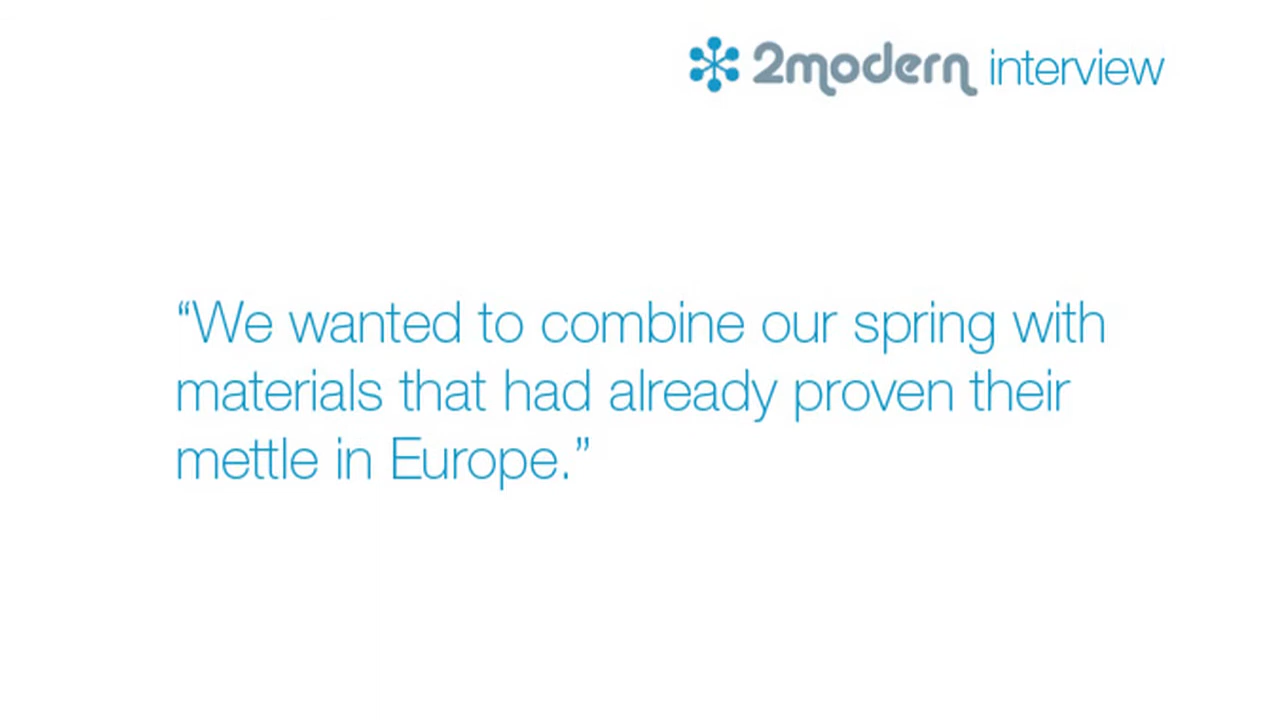 2modern interview
“We wanted to combine our spring with
materials that had already proven their
mettle in Europe.”